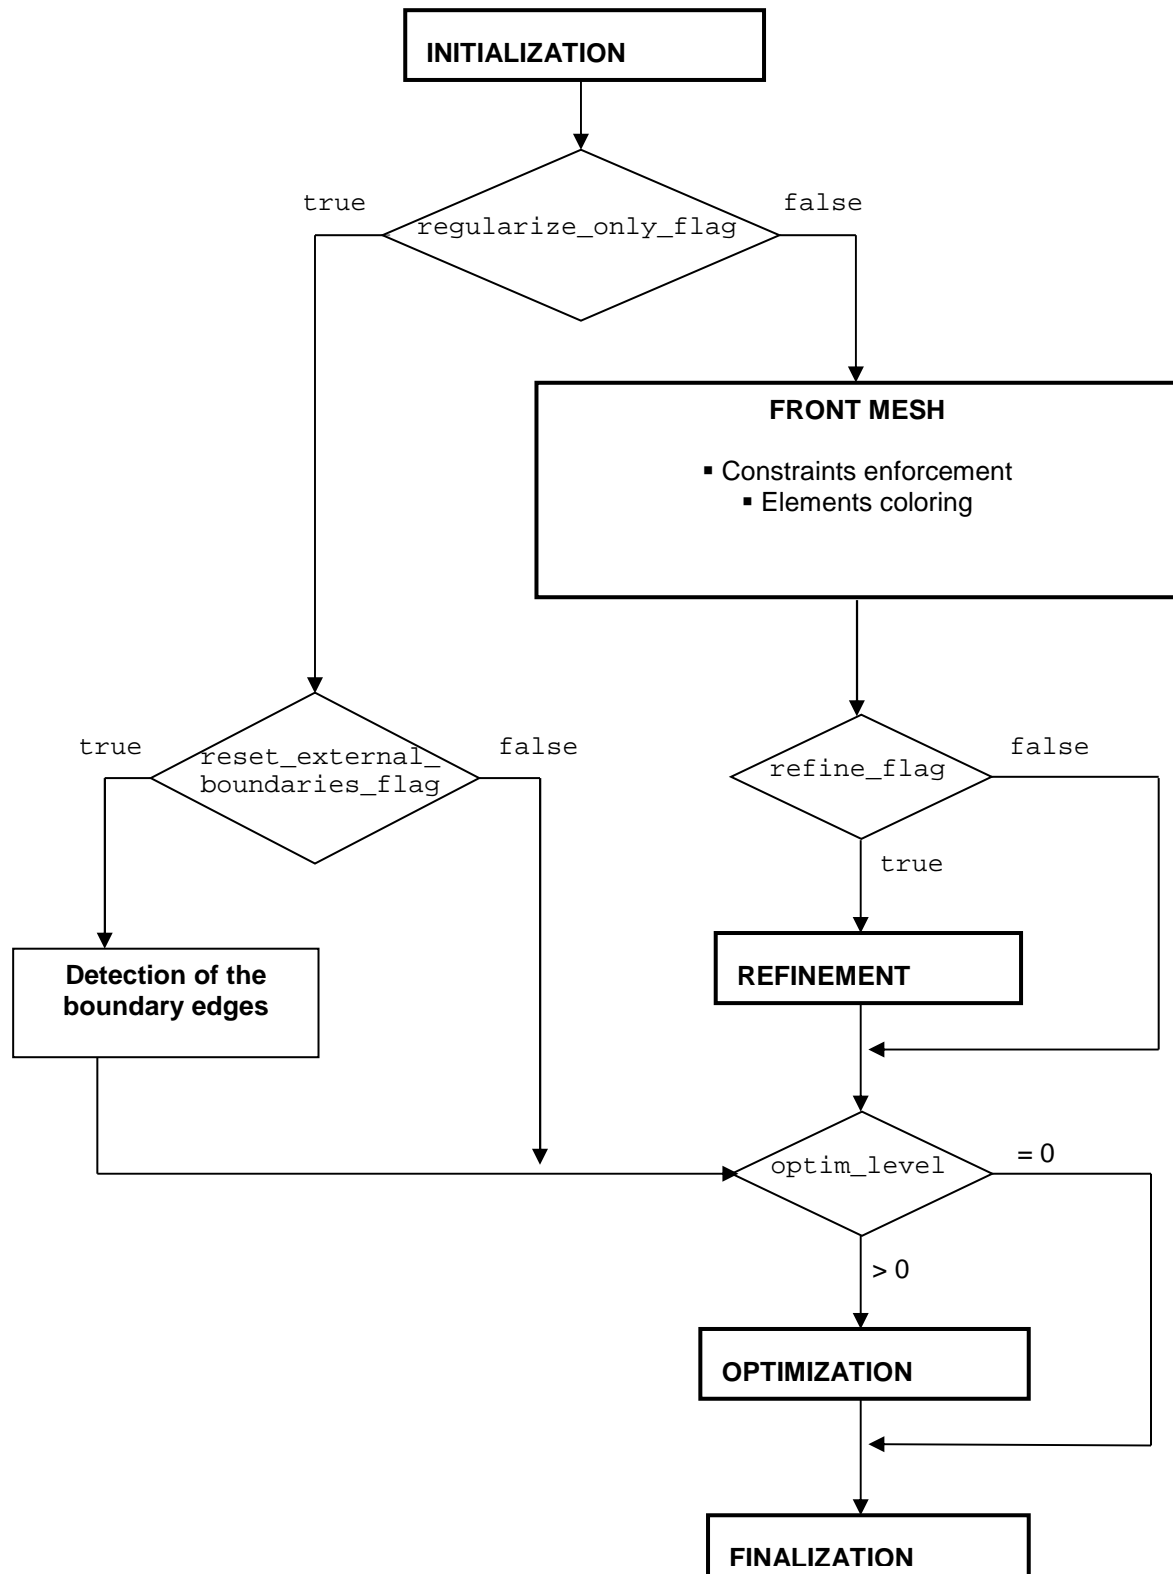 INITIALIZATION
true
false
regularize_only_flag
FRONT MESH
▪ Constraints enforcement
▪ Elements coloring
true
reset_external_
boundaries_flag
false
refine_flag
false
true
Detection of the
boundary edges
REFINEMENT
optim_level
= 0
> 0
OPTIMIZATION
FINALIZATION